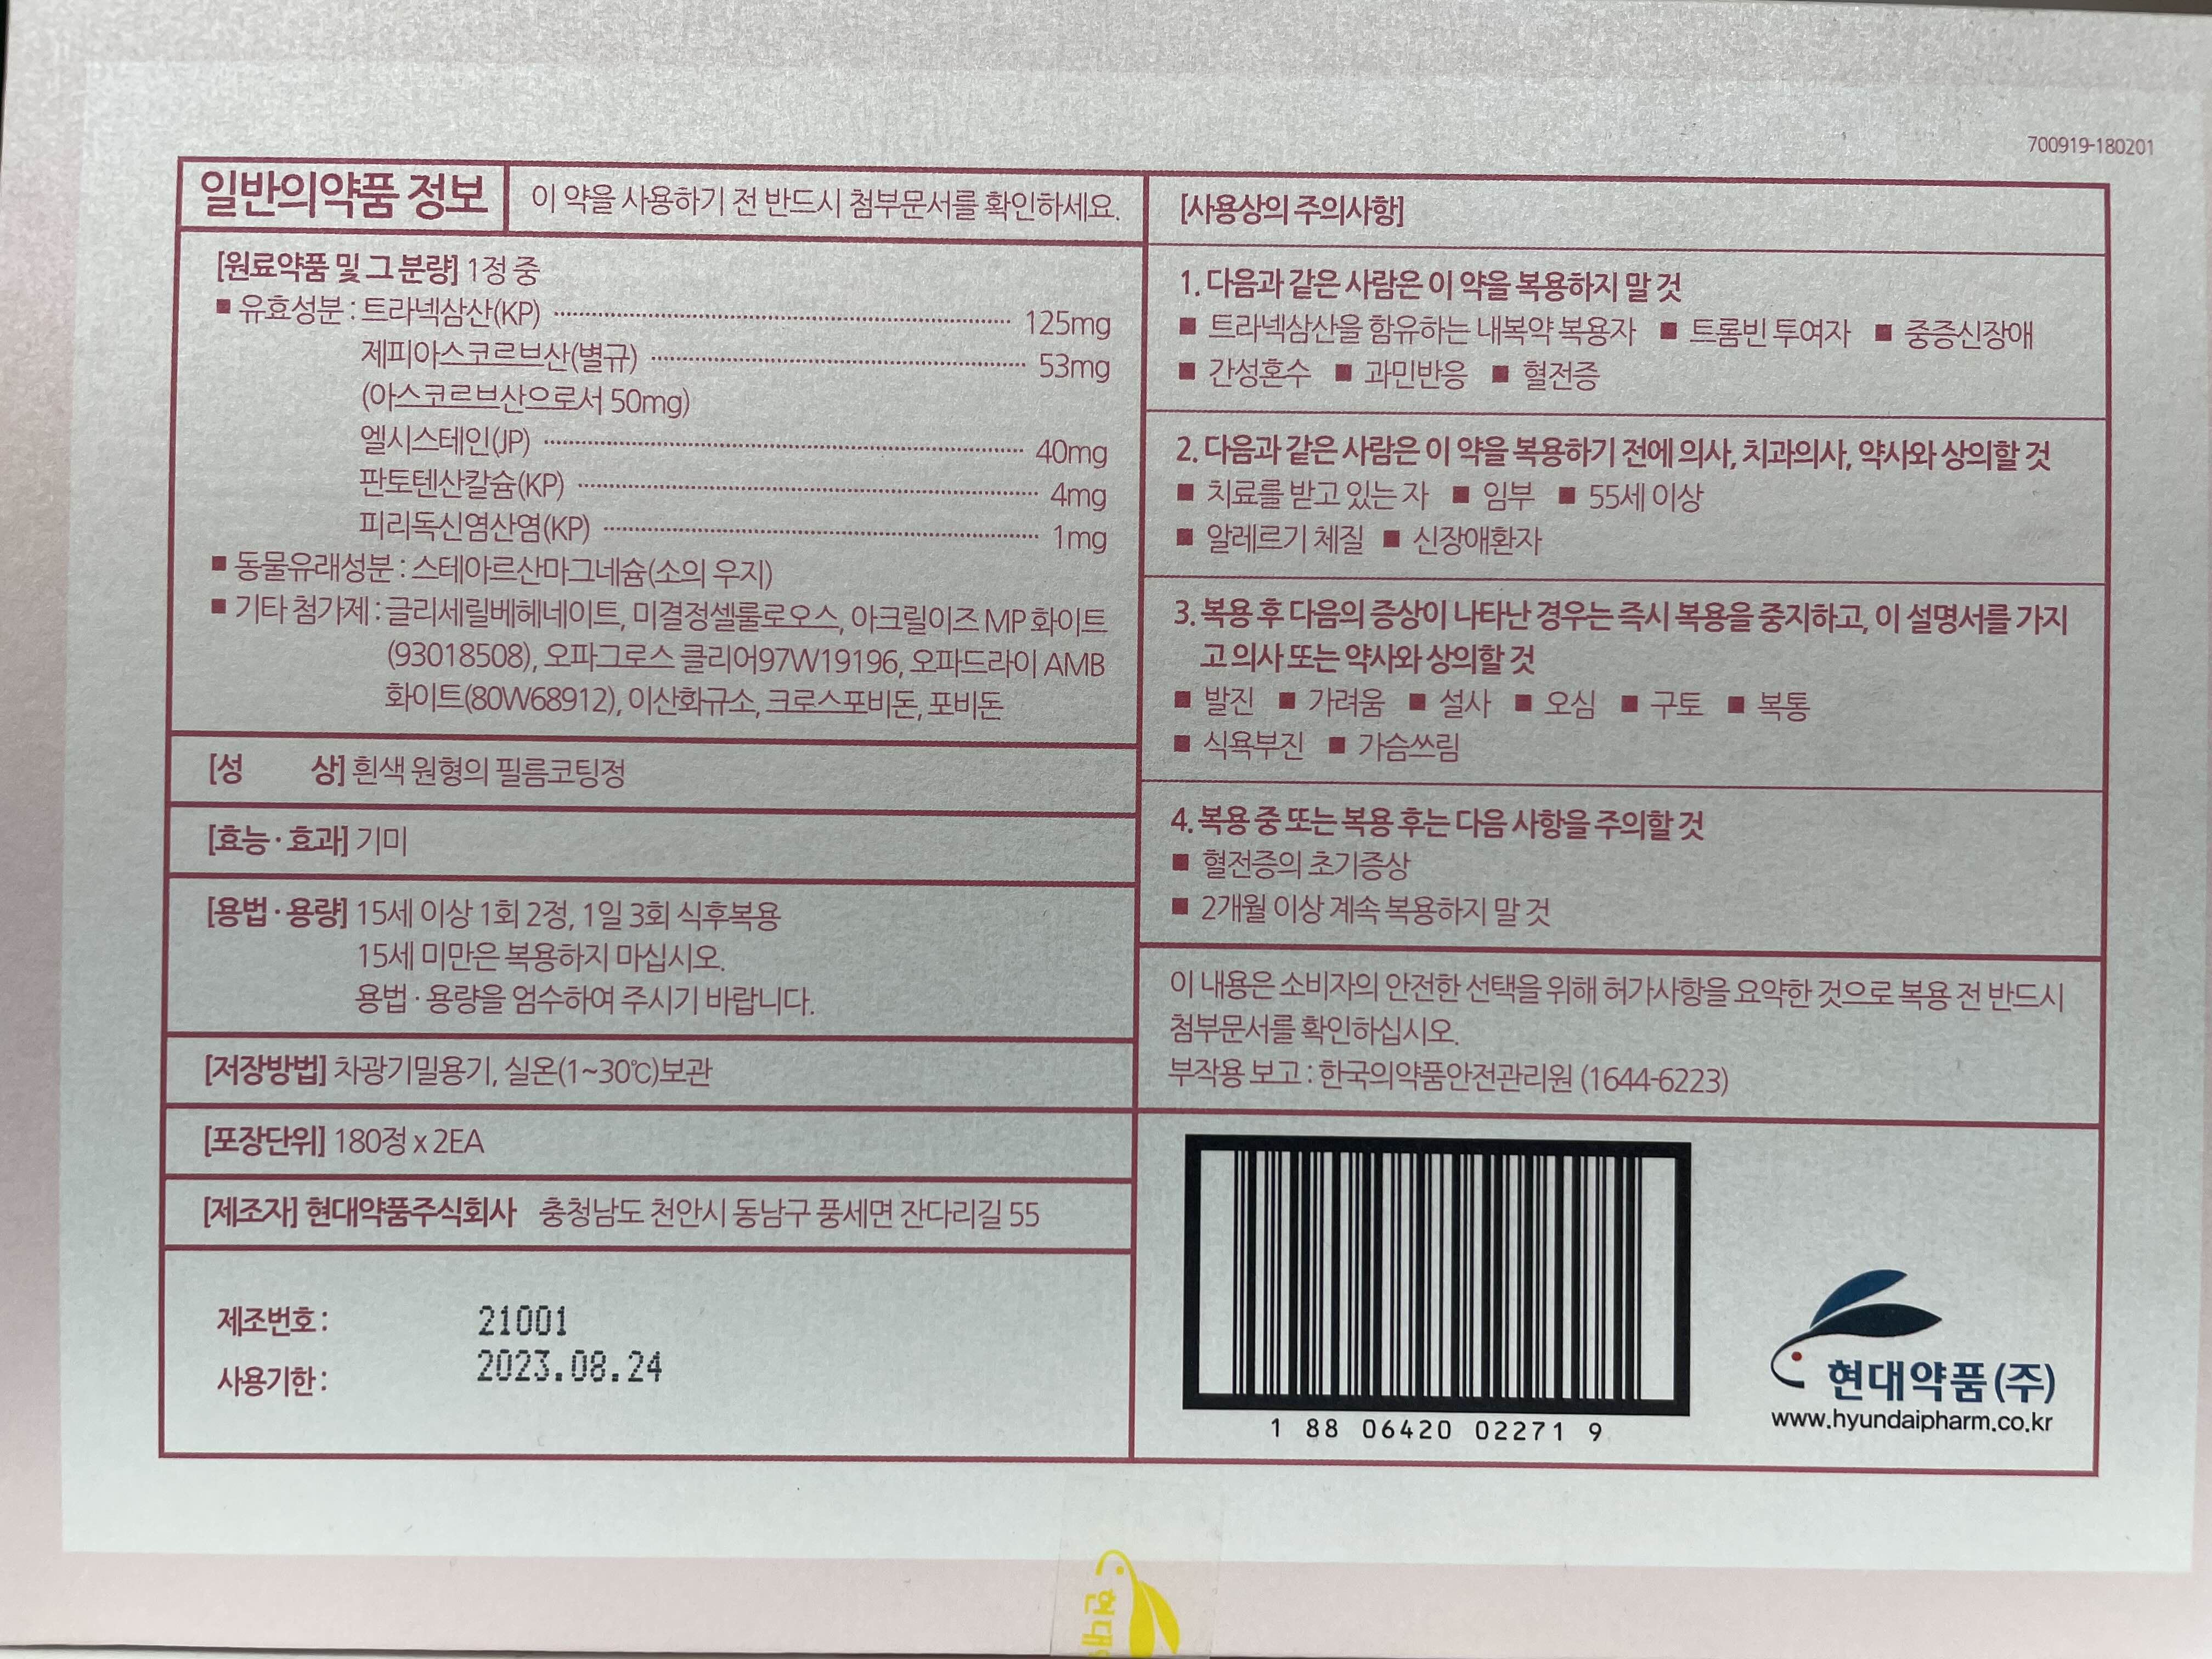 700919-180201
일반의약품 정보
이 약을 사용하기 전 반드시 첨부문서를 확인하세요.
[원료약품 및 그 분량] 1정 중
■ 유효성분 : 트라넥삼산(KP) 125mg
제피아스코르브산(별규) 53mg
(아스코르브산으로서 50mg)
엘시스테인(JP) 40mg
판토텐산칼슘(KP) 4mg
피리독신염산염(KP) 1mg
■ 동물유래성분 : 스테아르산마그네슘(소의 우지)
■ 기타 첨가제 : 글리세릴베헤네이트, 미결정셀룰로오스, 아크릴이즈 MP 화이트
(93018508), 오파그로스 클리어97W19196, 오파드라이 AMB
화이트(80W68912), 이산화규소, 크로스포비돈, 포비돈
[성 상] 흰색 원형의 필름코팅정
[효능·효과] 기미
[용법·용량] 15세 이상 1회 2정, 1일 3회 식후복용
15세 미만은 복용하지 마십시오.
용법·용량을 엄수하여 주시기 바랍니다.
[저장방법] 차광기밀용기, 실온(1~30℃)보관
[포장단위] 180정 x 2EA
[제조자] 현대약품주식회사 충청남도 천안시 동남구 풍세면 잔다리길 55
제조번호 : 21001
사용기한 : 2023.08.24
[사용상의 주의사항]
1. 다음과 같은 사람은 이 약을 복용하지 말 것
■ 트라넥삼산을 함유하는 내복약 복용자 ■ 트롬빈 투여자 ■ 중증신장애
■ 간성혼수 ■ 과민반응 ■ 혈전증
2. 다음과 같은 사람은 이 약을 복용하기 전에 의사, 치과의사, 약사와 상의할 것
■ 치료를 받고 있는 자 ■ 임부 ■ 55세 이상
■ 알레르기 체질 ■ 신장애환자
3. 복용 후 다음의 증상이 나타난 경우는 즉시 복용을 중지하고, 이 설명서를 가지
고 의사 또는 약사와 상의할 것
■ 발진 ■ 가려움 ■ 설사 ■ 오심 ■ 구토 ■ 복통
■ 식욕부진 ■ 가슴쓰림
4. 복용 중 또는 복용 후는 다음 사항을 주의할 것
■ 혈전증의 초기증상
■ 2개월 이상 계속 복용하지 말 것
이 내용은 소비자의 안전한 선택을 위해 허가사항을 요약한 것으로 복용 전 반드시
첨부문서를 확인하십시오.
부작용 보고 : 한국의약품안전관리원 (1644-6223)
1 88 06420 02271 9
현대약품(주)
www.hyundaipharm.co.kr
현대